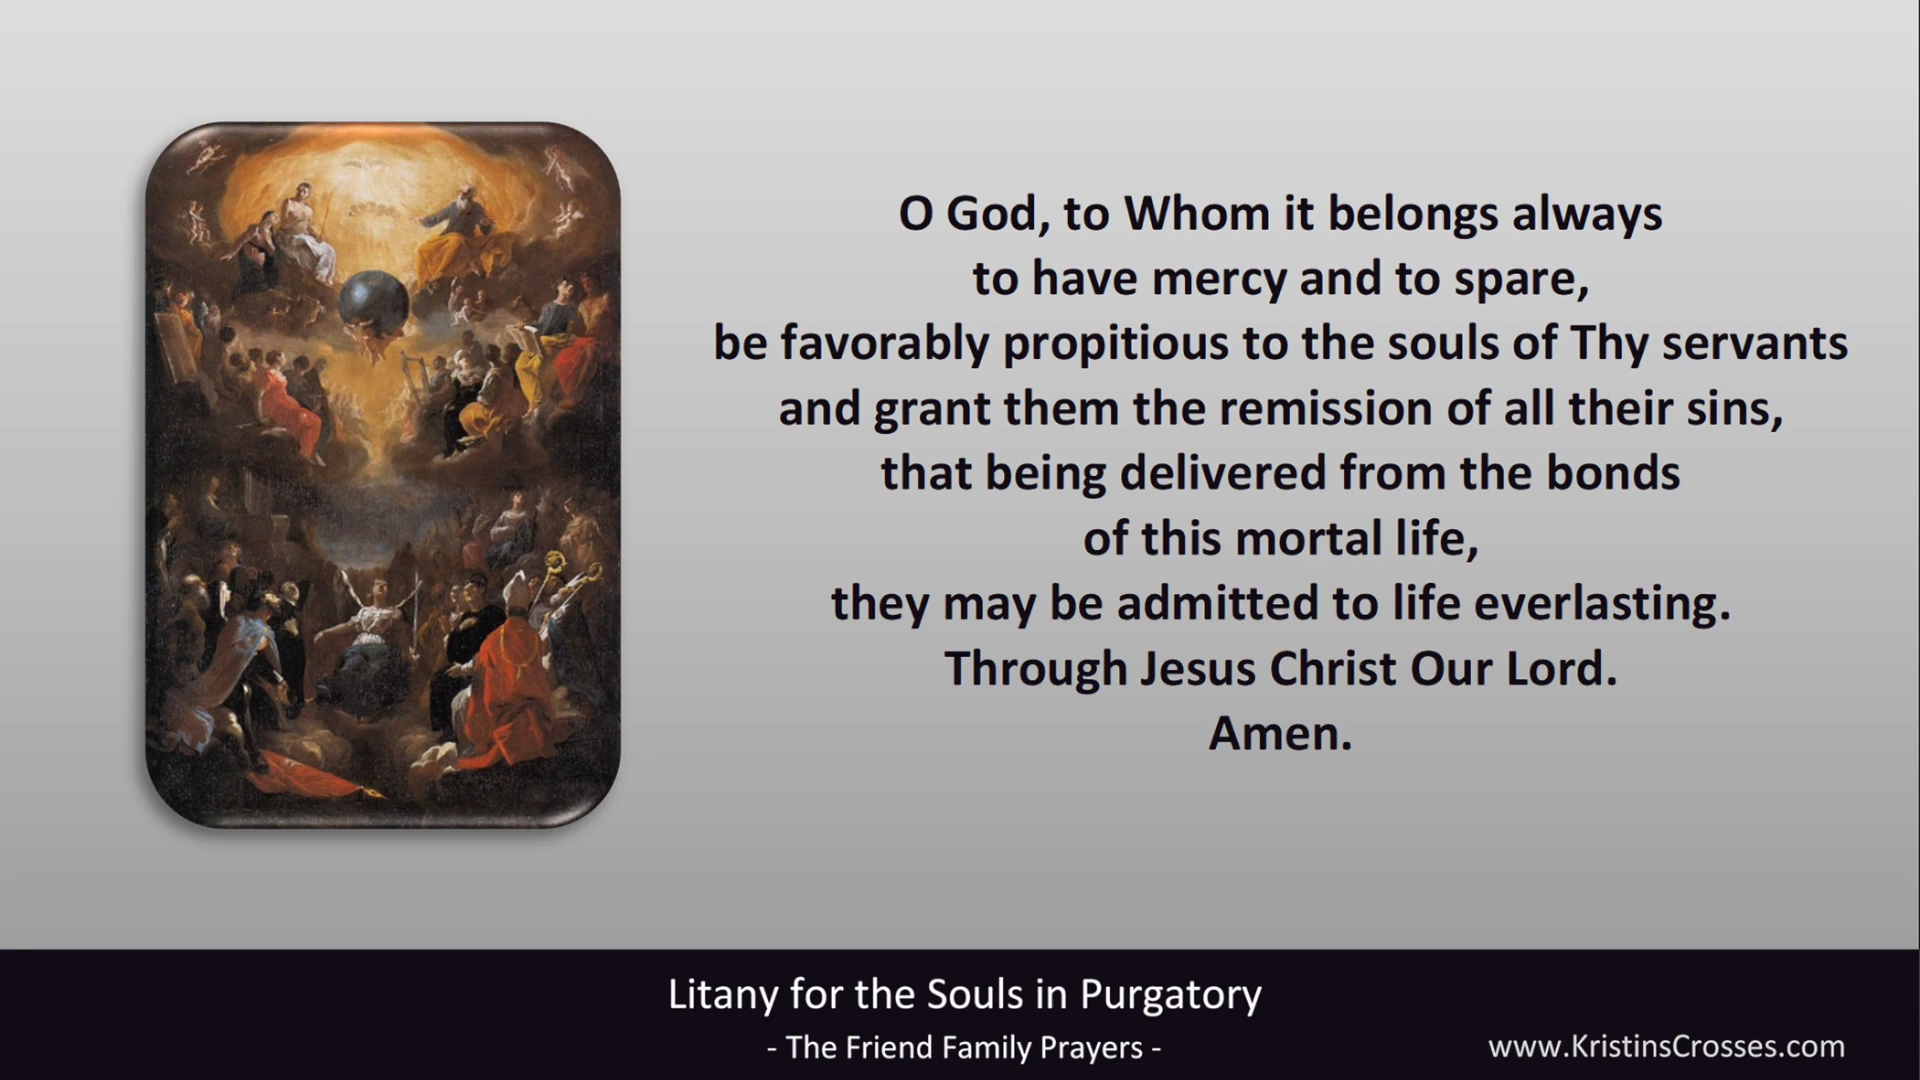 O God, to Whom it belongs always
to have mercy and to spare,
be favorably propitious to the souls of Thy servants
and grant them the remission of all their sins,
that being delivered from the bonds
of this mortal life,
they may be admitted to life everlasting.
Through Jesus Christ Our Lord.
Amen.
Litany for the Souls in Purgatory
- The Friend Family Prayers -
www.KristinsCrosses.com